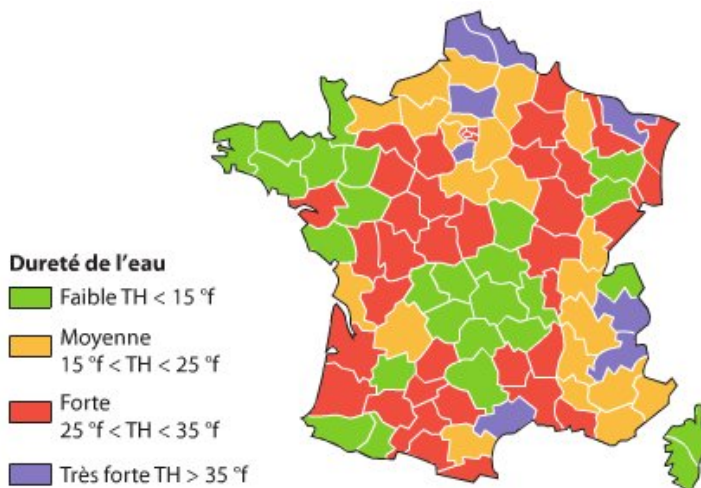 Dureté de l'eau
Faible TH < 15 °f
Moyenne
15 °f < TH < 25 °f
Forte
25 °f < TH < 35 °f
Très forte TH > 35 °f